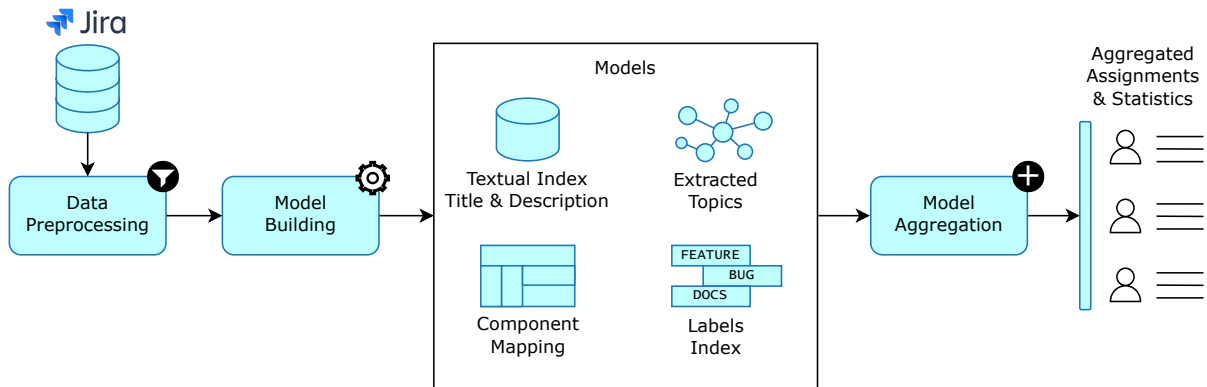 Jira
Data
Preprocessing
Model
Building
Models
Textual Index
Title & Description
Extracted
Topics
Component
Mapping
FEATURE
BUG
DOCS
Labels
Index
Model
Aggregation
Aggregated
Assignments
& Statistics